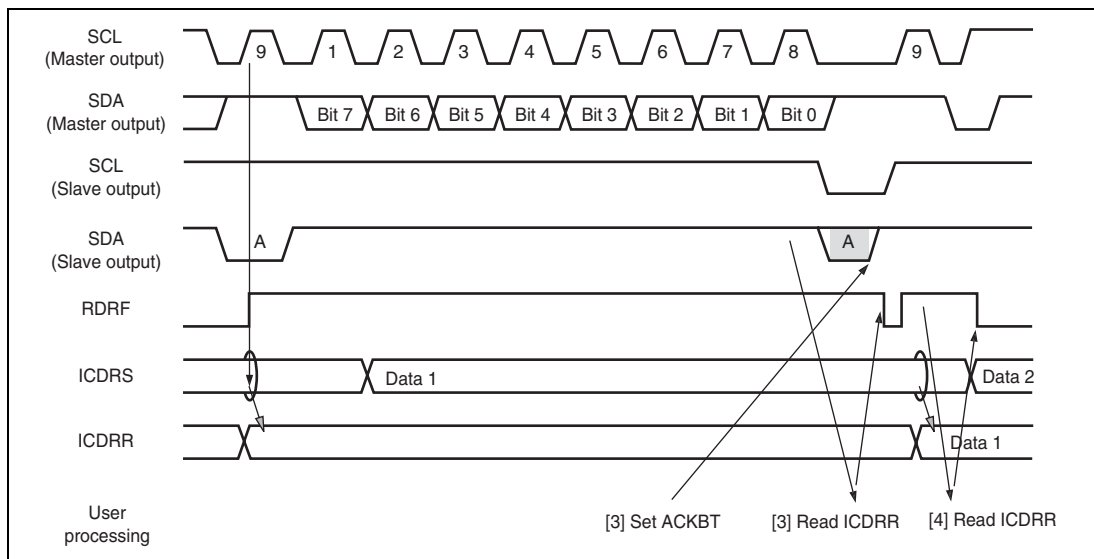 SCL
(Master output)
9 1 2 3 4 5 6 7 8 9
SDA
(Master output)
Bit 7 Bit 6 Bit 5 Bit 4 Bit 3 Bit 2 Bit 1 Bit 0
SCL
(Slave output)
SDA
(Slave output)
A A
RDRF
ICDRS
Data 1 Data 2
ICDRR
Data 1
User
processing
[3] Set ACKBT [3] Read ICDRR [4] Read ICDRR